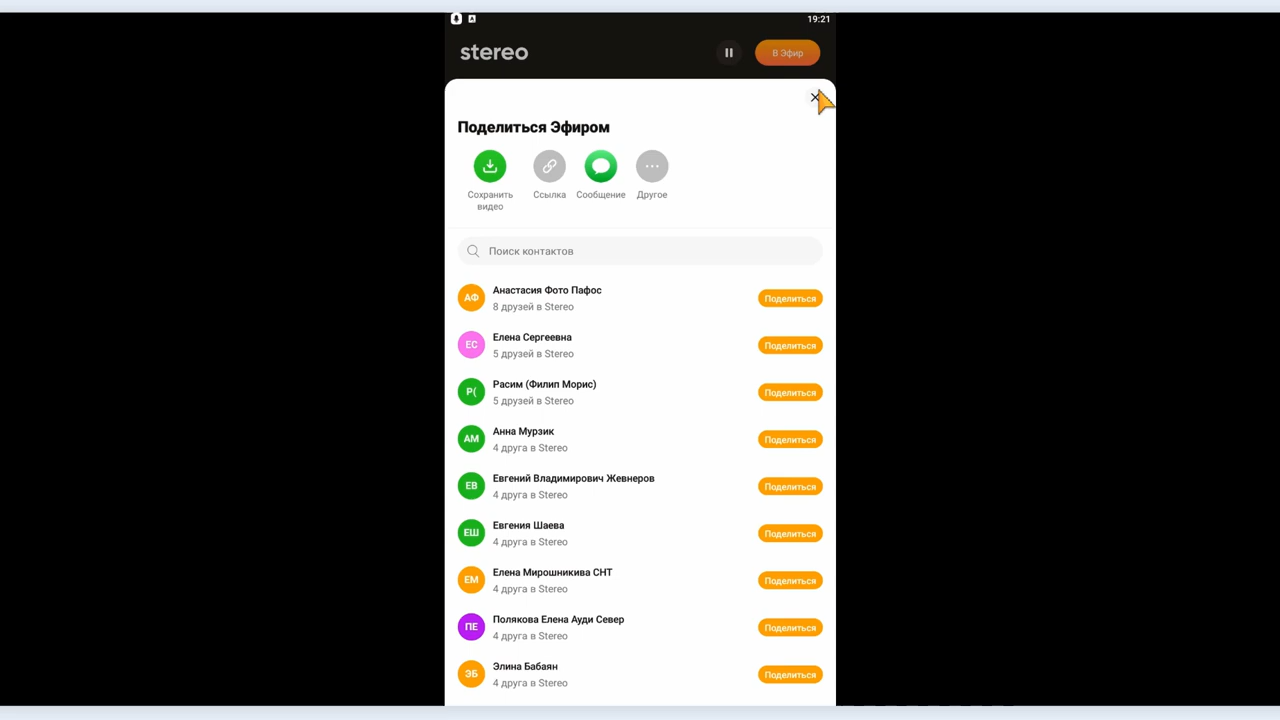 19:21
stereo
В Эфир
Поделиться Эфиром
Сохранить
видео
Ссылка
Сообщение
Другое
Поиск контактов
АФ
Анастасия Фото Пафос
8 друзей в Stereo
Поделиться
ЕС
Елена Сергеевна
5 друзей в Stereo
Поделиться
Р(
Расим (Филип Морис)
5 друзей в Stereo
Поделиться
АМ
Анна Мурзик
4 друга в Stereo
Поделиться
ЕВ
Евгений Владимирович Жевнеров
4 друга в Stereo
Поделиться
ЕШ
Евгения Шаева
4 друга в Stereo
Поделиться
ЕМ
Елена Мирошникива СНТ
4 друга в Stereo
Поделиться
ПЕ
Полякова Елена Ауди Север
4 друга в Stereo
Поделиться
ЭБ
Элина Бабаян
4 друга в Stereo
Поделиться